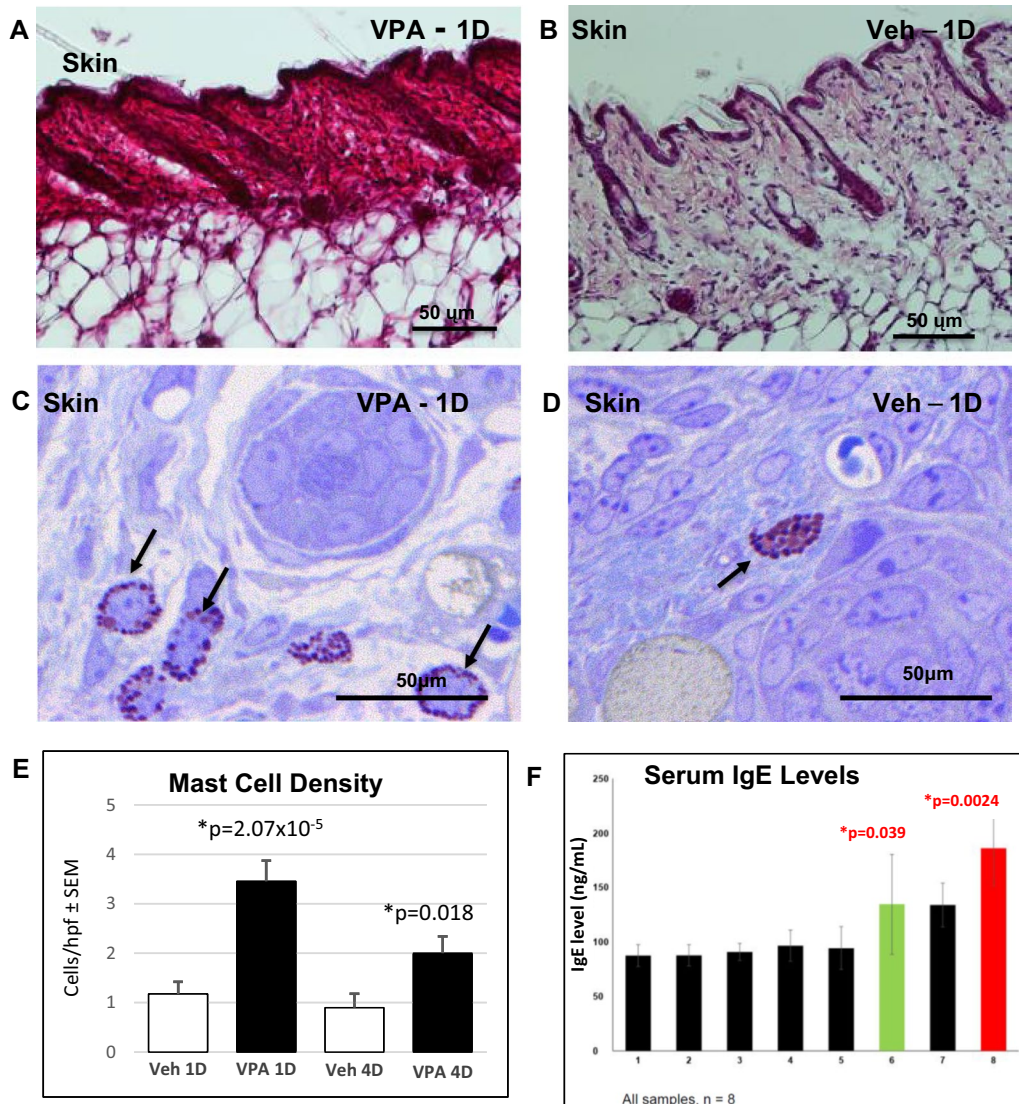 A
VPA - 1D
Skin
50 µm
B
Skin
Veh – 1D
50 µm
C
Skin
VPA - 1D
50µm
D
Skin
Veh – 1D
50µm
E
Mast Cell Density
Cells/hpf ± SEM
5
4
3
2
1
0
*p=2.07x10⁻⁵
*p=0.018
Veh 1D
VPA 1D
Veh 4D
VPA 4D
F
Serum IgE Levels
IgE level (ng/mL)
250
200
150
100
50
0
*p=0.039
*p=0.0024
1
2
3
4
5
6
7
8
All samples, n = 8